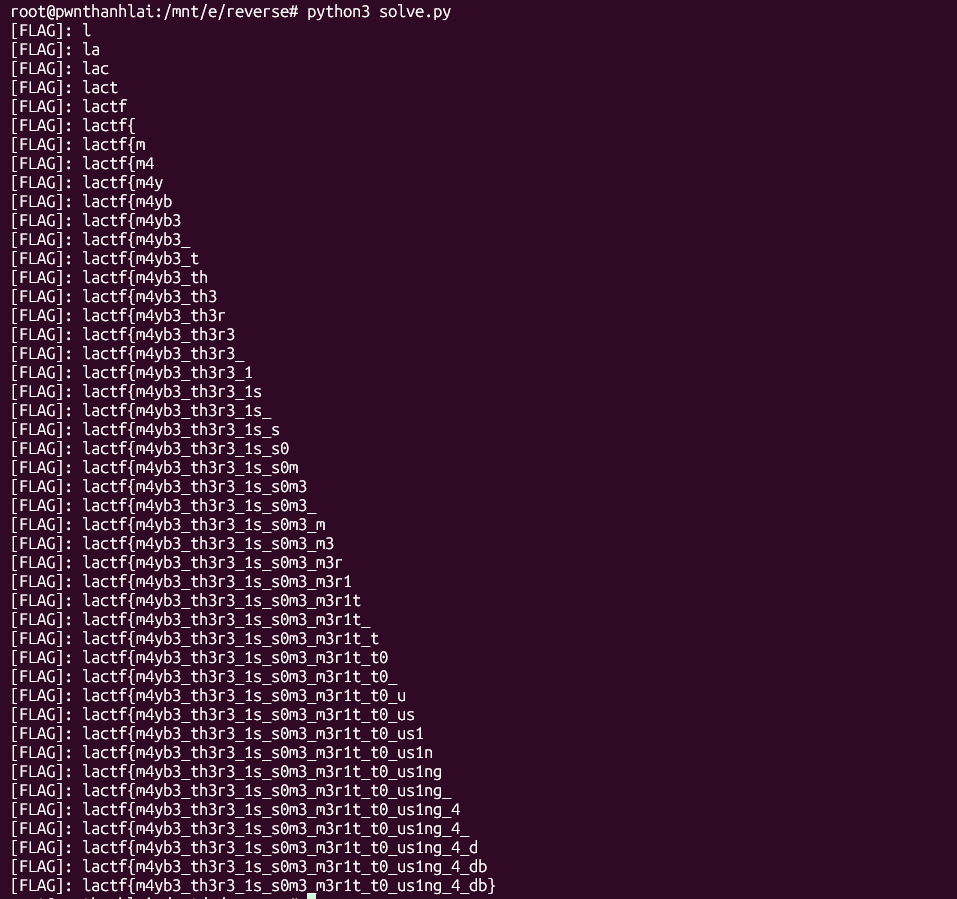 root@pwnthanhlai:/mnt/e/reverse# python3 solve.py
[FLAG]: l
[FLAG]: la
[FLAG]: lac
[FLAG]: lact
[FLAG]: lactf
[FLAG]: lactf{
[FLAG]: lactf{m
[FLAG]: lactf{m4
[FLAG]: lactf{m4y
[FLAG]: lactf{m4yb
[FLAG]: lactf{m4yb3
[FLAG]: lactf{m4yb3_
[FLAG]: lactf{m4yb3_t
[FLAG]: lactf{m4yb3_th
[FLAG]: lactf{m4yb3_th3
[FLAG]: lactf{m4yb3_th3r
[FLAG]: lactf{m4yb3_th3r3
[FLAG]: lactf{m4yb3_th3r3_
[FLAG]: lactf{m4yb3_th3r3_1
[FLAG]: lactf{m4yb3_th3r3_1s
[FLAG]: lactf{m4yb3_th3r3_1s_
[FLAG]: lactf{m4yb3_th3r3_1s_s
[FLAG]: lactf{m4yb3_th3r3_1s_s0
[FLAG]: lactf{m4yb3_th3r3_1s_s0m
[FLAG]: lactf{m4yb3_th3r3_1s_s0m3
[FLAG]: lactf{m4yb3_th3r3_1s_s0m3_
[FLAG]: lactf{m4yb3_th3r3_1s_s0m3_m
[FLAG]: lactf{m4yb3_th3r3_1s_s0m3_m3
[FLAG]: lactf{m4yb3_th3r3_1s_s0m3_m3r
[FLAG]: lactf{m4yb3_th3r3_1s_s0m3_m3r1
[FLAG]: lactf{m4yb3_th3r3_1s_s0m3_m3r1t
[FLAG]: lactf{m4yb3_th3r3_1s_s0m3_m3r1t_
[FLAG]: lactf{m4yb3_th3r3_1s_s0m3_m3r1t_t
[FLAG]: lactf{m4yb3_th3r3_1s_s0m3_m3r1t_t0
[FLAG]: lactf{m4yb3_th3r3_1s_s0m3_m3r1t_t0_
[FLAG]: lactf{m4yb3_th3r3_1s_s0m3_m3r1t_t0_u
[FLAG]: lactf{m4yb3_th3r3_1s_s0m3_m3r1t_t0_us
[FLAG]: lactf{m4yb3_th3r3_1s_s0m3_m3r1t_t0_us1
[FLAG]: lactf{m4yb3_th3r3_1s_s0m3_m3r1t_t0_us1n
[FLAG]: lactf{m4yb3_th3r3_1s_s0m3_m3r1t_t0_us1ng
[FLAG]: lactf{m4yb3_th3r3_1s_s0m3_m3r1t_t0_us1ng_
[FLAG]: lactf{m4yb3_th3r3_1s_s0m3_m3r1t_t0_us1ng_4
[FLAG]: lactf{m4yb3_th3r3_1s_s0m3_m3r1t_t0_us1ng_4_
[FLAG]: lactf{m4yb3_th3r3_1s_s0m3_m3r1t_t0_us1ng_4_d
[FLAG]: lactf{m4yb3_th3r3_1s_s0m3_m3r1t_t0_us1ng_4_db
[FLAG]: lactf{m4yb3_th3r3_1s_s0m3_m3r1t_t0_us1ng_4_db}